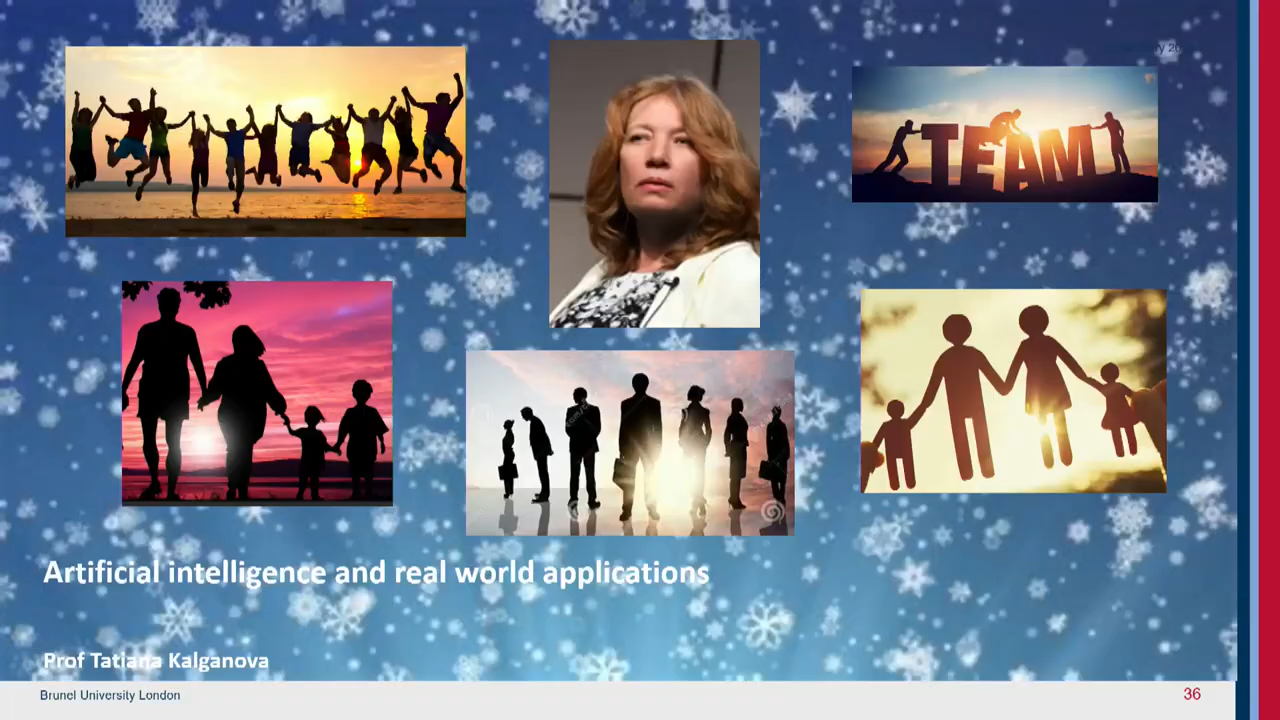 TEAM
Artificial intelligence and real world applications
Prof Tatiana Kalganova
Brunel University London
36